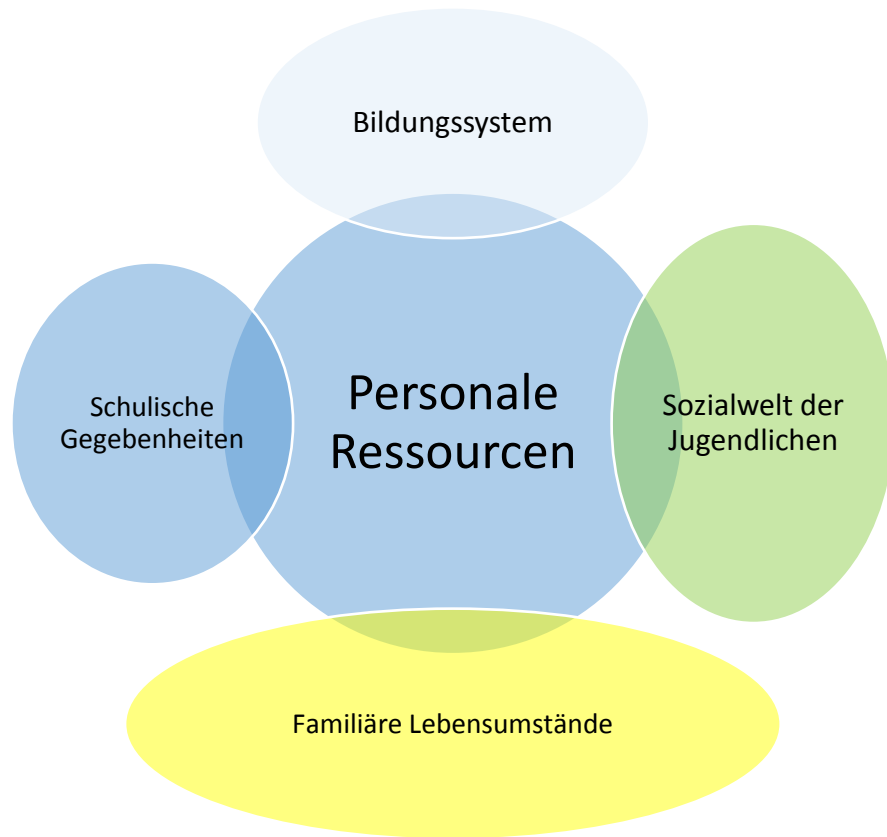 Bildungssystem
Personale
Ressourcen
Schulische
Gegebenheiten
Sozialwelt der
Jugendlichen
Familiäre Lebensumstände